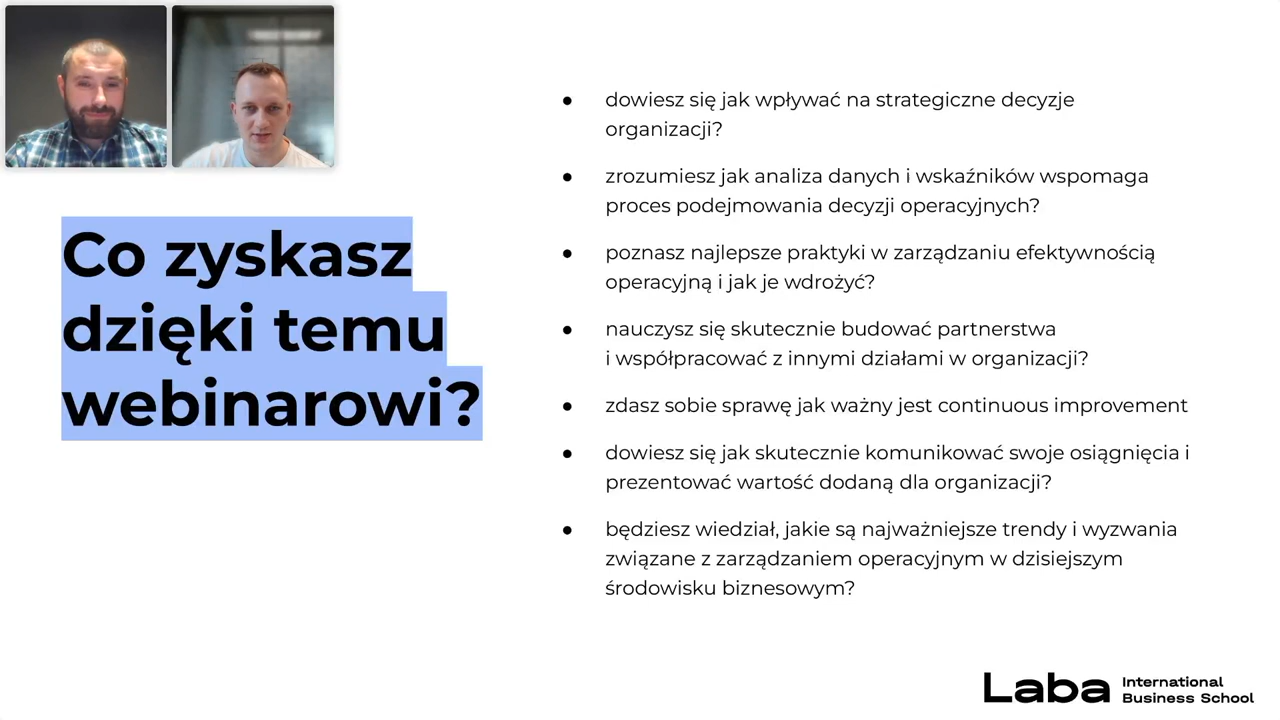 Co zyskasz
dzięki temu
webinarowi?
● dowiesz się jak wpływać na strategiczne decyzje
organizacji?
● zrozumiesz jak analiza danych i wskaźników wspomaga
proces podejmowania decyzji operacyjnych?
● poznasz najlepsze praktyki w zarządzaniu efektywnością
operacyjną i jak je wdrożyć?
● nauczysz się skutecznie budować partnerstwa
i współpracować z innymi działami w organizacji?
● zdasz sobie sprawę jak ważny jest continuous improvement
● dowiesz się jak skutecznie komunikować swoje osiągnięcia i
prezentować wartość dodaną dla organizacji?
● będziesz wiedział, jakie są najważniejsze trendy i wyzwania
związane z zarządzaniem operacyjnym w dzisiejszym
środowisku biznesowym?
Laba International
Business School